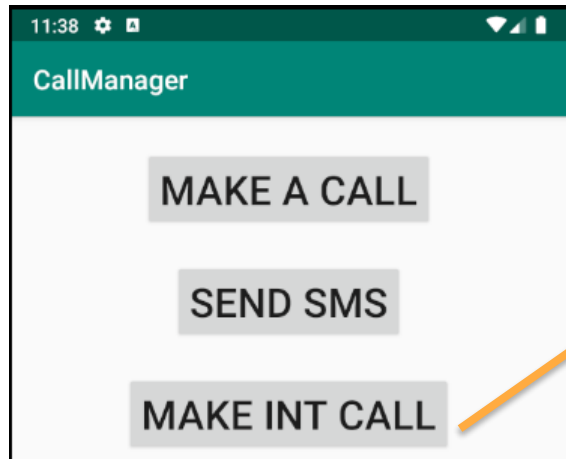 11:38
CallManager
MAKE A CALL
SEND SMS
MAKE INT CALL